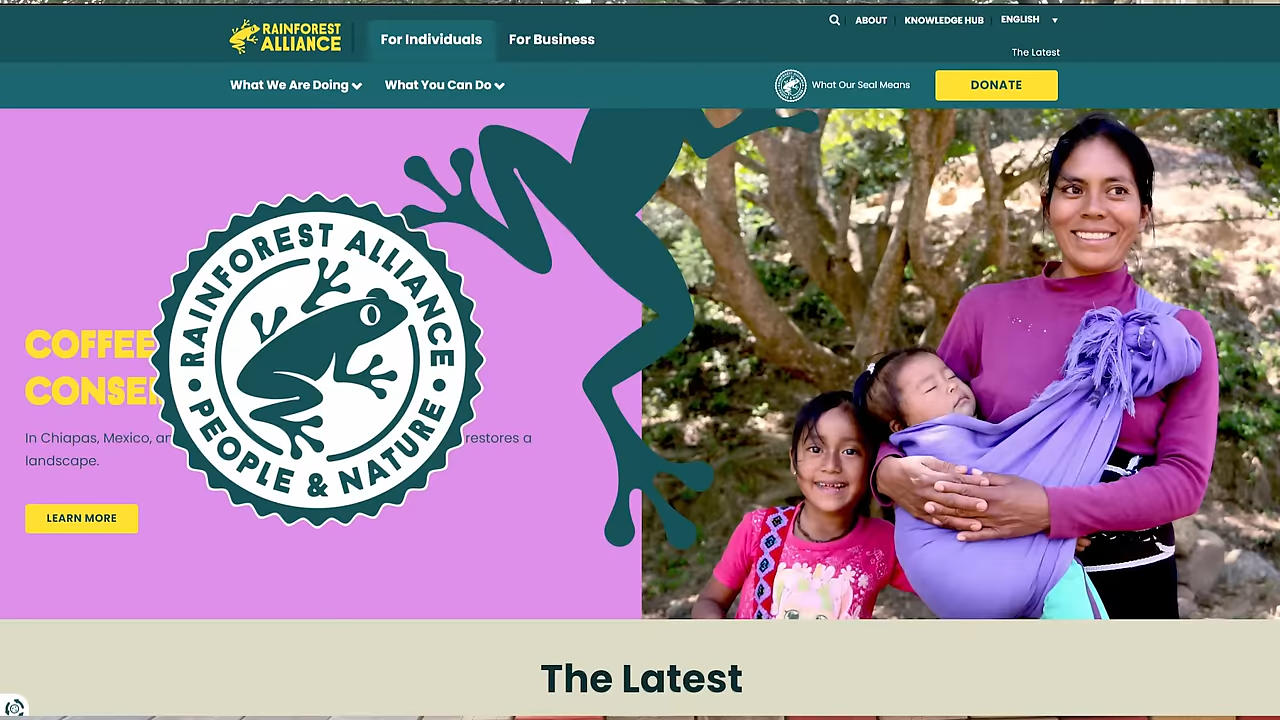 RAINFOREST
ALLIANCE
For Individuals
For Business
ABOUT
KNOWLEDGE HUB
ENGLISH
The Latest
What We Are Doing
What You Can Do
What Our Seal Means
DONATE
RAINFOREST ALLIANCE
PEOPLE & NATURE
COFFEE
In Chiapas, Mexico, restores a
landscape.
LEARN MORE
The Latest